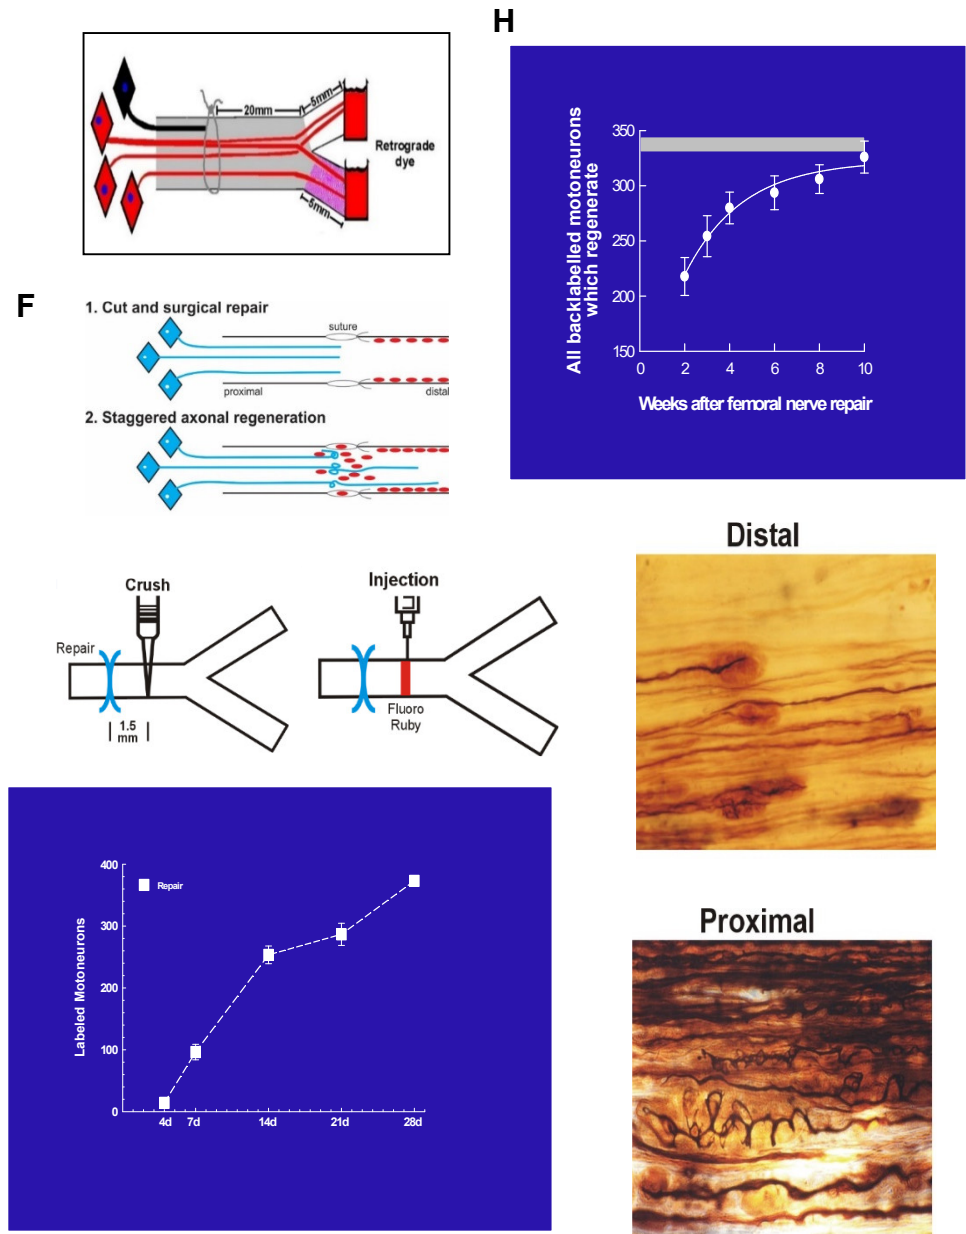 H
20mm
5mm
Retrograde
dye
5mm
All backlabelled motoneurons
which regenerate
350
300
250
200
150
0 2 4 6 8 10
Weeks after femoral nerve repair
F
1. Cut and surgical repair
suture
proximal distal
2. Staggered axonal regeneration
Crush
Repair
1.5
mm
Injection
Fluoro
Ruby
Distal
Labeled Motoneurons
400
300
200
100
0
Repair
4d 7d 14d 21d 28d
Proximal